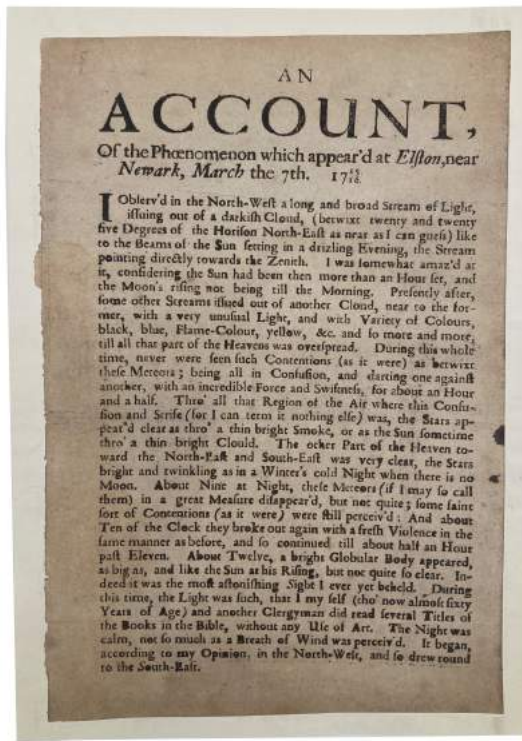 AN
ACCOUNT,
Of the Phœnomenon which appear'd at Elſton, near
Newark, March the 7th. 17 15/16.
I Obſerv'd in the North-Weſt a long and broad Stream of Light,
iſſuing out of a darkiſh Cloud, (betwixt twenty and twenty
five Degrees of the Horiſon North-Eaſt as near as I can gueſs) like
to the Beams of the Sun ſetting in a drizling Evening, the Stream
pointing directly towards the Zenith. I was ſomewhat amaz'd at
it, conſidering the Sun had been then more than an Hour ſet, and
the Moon's riſing not being till the Morning. Preſently after,
ſome other Streams iſſued out of another Cloud, near to the for-
mer, with a very unuſual Light, and with Variety of Colours,
black, blue, Flame-Colour, yellow, &c. and ſo more and more,
till all that part of the Heavens was overſpread. During this whole
time, never were ſeen ſuch Contentions (as it were) as betwixt
theſe Meteors; being all in Confuſion, and darting one againſt
another, with an incredible Force and Swiftneſs, for about an Hour
and a half. Thro' all that Region of the Air where this Confu-
ſion and Strife (for I can term it nothing elſe) was, the Stars ap-
pear'd clear as thro' a thin bright Smoke, or as the Sun ſometime
thro' a thin bright Clould. The other Part of the Heaven to-
ward the North-Eaſt and South-Eaſt was very clear, the Stars
bright and twinkling as in a Winter's cold Night when there is no
Moon. About Nine at Night, theſe Meteors (if I may ſo call
them) in a great Meaſure diſappear'd, but not quite; ſome faint
ſort of Contentions (as it were) were ſtill perceiv'd: And about
Ten of the Clock they broke out again with a freſh Violence in the
ſame manner as before, and ſo continued till about half an Hour
paſt Eleven. About Twelve, a bright Globular Body appeared,
as big as, and like the Sun at his Riſing, but not quite ſo clear. In-
deed it was the moſt aſtoniſhing Sight I ever yet beheld. During
this time, the Light was ſuch, that I my ſelf (tho' now almoſt ſixty
Years of Age) and another Clergyman did read ſeveral Titles of
the Books in the Bible, without any Uſe of Art. The Night was
calm, not ſo much as a Breath of Wind was perceiv'd. It began,
according to my Opinion, in the North-Weſt, and ſo drew round
to the South-Eaſt.